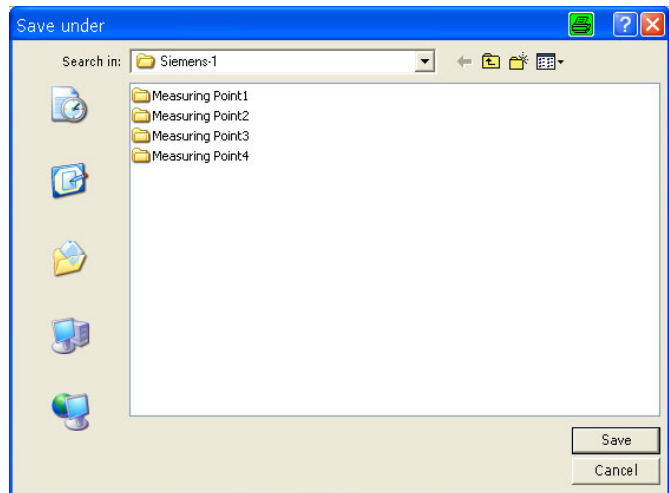 Save under
Search in: Siemens-1
Measuring Point1
Measuring Point2
Measuring Point3
Measuring Point4
Save
Cancel